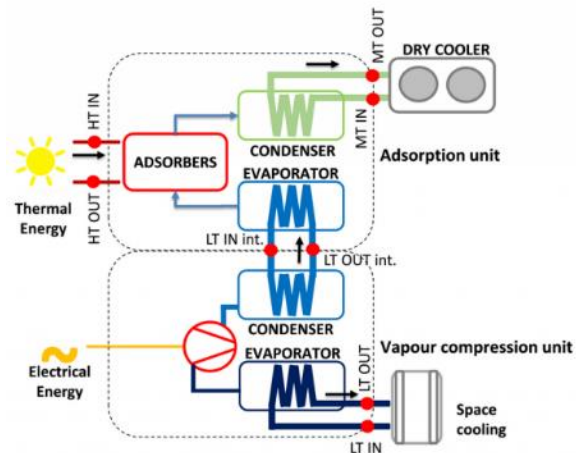 MT OUT
DRY COOLER
HT IN
MT IN
CONDENSER
ADSORBERS
Adsorption unit
EVAPORATOR
Thermal
Energy
HT OUT
LT IN int.
LT OUT int.
CONDENSER
Vapour compression unit
EVAPORATOR
LT OUT
Electrical
Energy
Space
cooling
LT IN